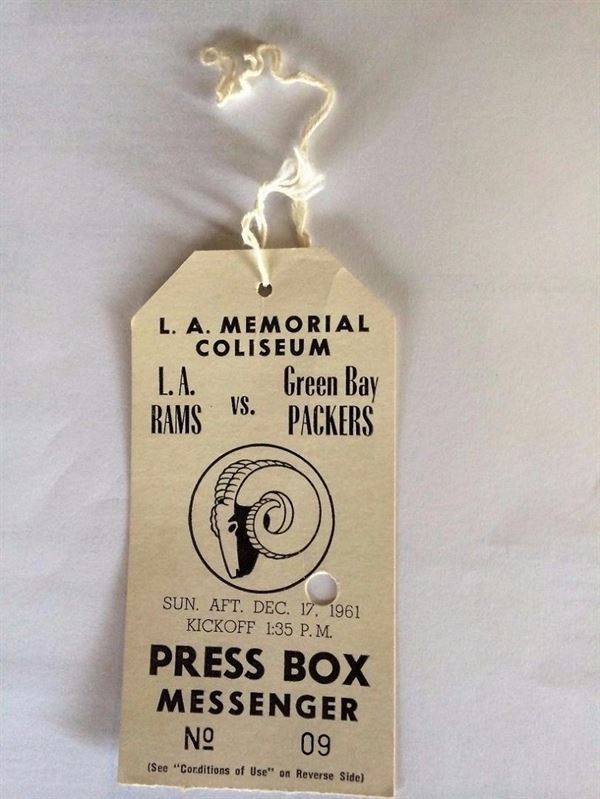 L. A. MEMORIAL
COLISEUM
L. A. RAMS vs. Green Bay PACKERS
SUN. AFT. DEC. 17, 1961
KICKOFF 1:35 P. M.
PRESS BOX
MESSENGER
Nº 09
(See "Conditions of Use" on Reverse Side)